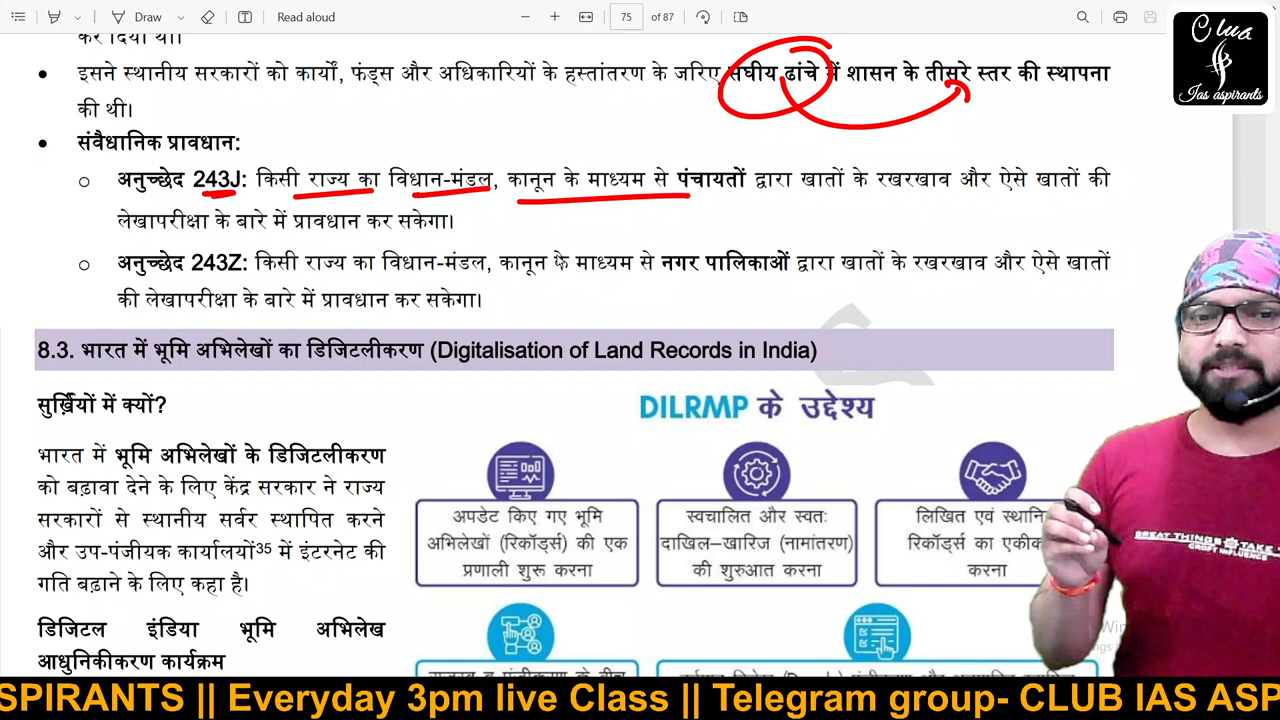 Draw
Read aloud
75 of 87
Clua
Ias aspirants
कर दिया था।
• इसने स्थानीय सरकारों को कार्यों, फंड्स और अधिकारियों के हस्तांतरण के जरिए संघीय ढांचे में शासन के तीसरे स्तर की स्थापना
की थी।
• संवैधानिक प्रावधान:
o अनुच्छेद 243J: किसी राज्य का विधान-मंडल, कानून के माध्यम से पंचायतों द्वारा खातों के रखरखाव और ऐसे खातों की
लेखापरीक्षा के बारे में प्रावधान कर सकेगा।
o अनुच्छेद 243Z: किसी राज्य का विधान-मंडल, कानून के माध्यम से नगर पालिकाओं द्वारा खातों के रखरखाव और ऐसे खातों
की लेखापरीक्षा के बारे में प्रावधान कर सकेगा।
8.3. भारत में भूमि अभिलेखों का डिजिटलीकरण (Digitalisation of Land Records in India)
सुर्ख़ियों में क्यों?
भारत में भूमि अभिलेखों के डिजिटलीकरण
को बढ़ावा देने के लिए केंद्र सरकार ने राज्य
सरकारों से स्थानीय सर्वर स्थापित करने
और उप-पंजीयक कार्यालयों35 में इंटरनेट की
गति बढ़ाने के लिए कहा है।
डिजिटल इंडिया भूमि अभिलेख
आधुनिकीकरण कार्यक्रम
DILRMP के उद्देश्य
अपडेट किए गए भूमि
अभिलेखों (रिकॉर्ड्स) की एक
प्रणाली शुरू करना
स्वचालित और स्वतः
दाखिल–खारिज (नामांतरण)
की शुरुआत करना
लिखित एवं
रिकॉर्ड्स का
करना
GREAT THINGS TAKE
SPIRANTS || Everyday 3pm live Class || Telegram group- CLUB IAS ASP